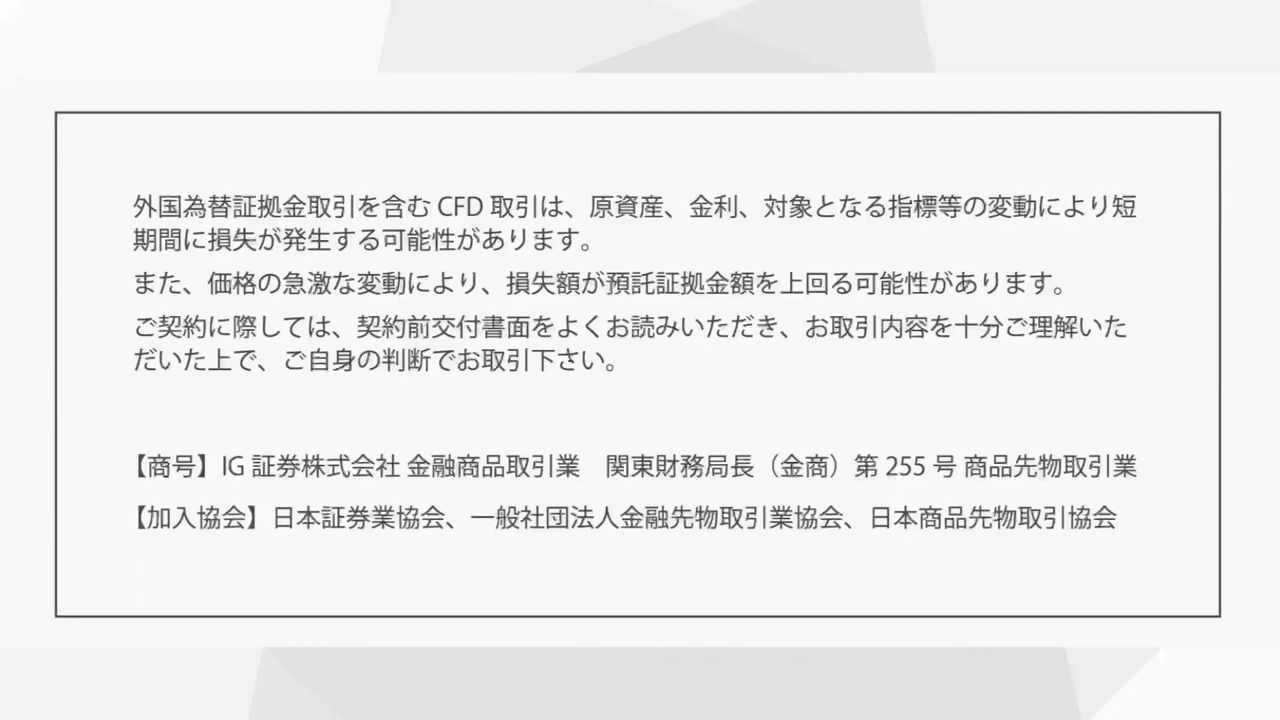 外国為替証拠金取引を含む CFD 取引は、原資産、金利、対象となる指標等の変動により短
期間に損失が発生する可能性があります。
また、価格の急激な変動により、損失額が預託証拠金額を上回る可能性があります。
ご契約に際しては、契約前交付書面をよくお読みいただき、お取引内容を十分ご理解いた
だいた上で、ご自身の判断でお取引下さい。
【商号】IG 証券株式会社 金融商品取引業　関東財務局長（金商）第 255 号 商品先物取引業
【加入協会】日本証券業協会、一般社団法人金融先物取引業協会、日本商品先物取引協会